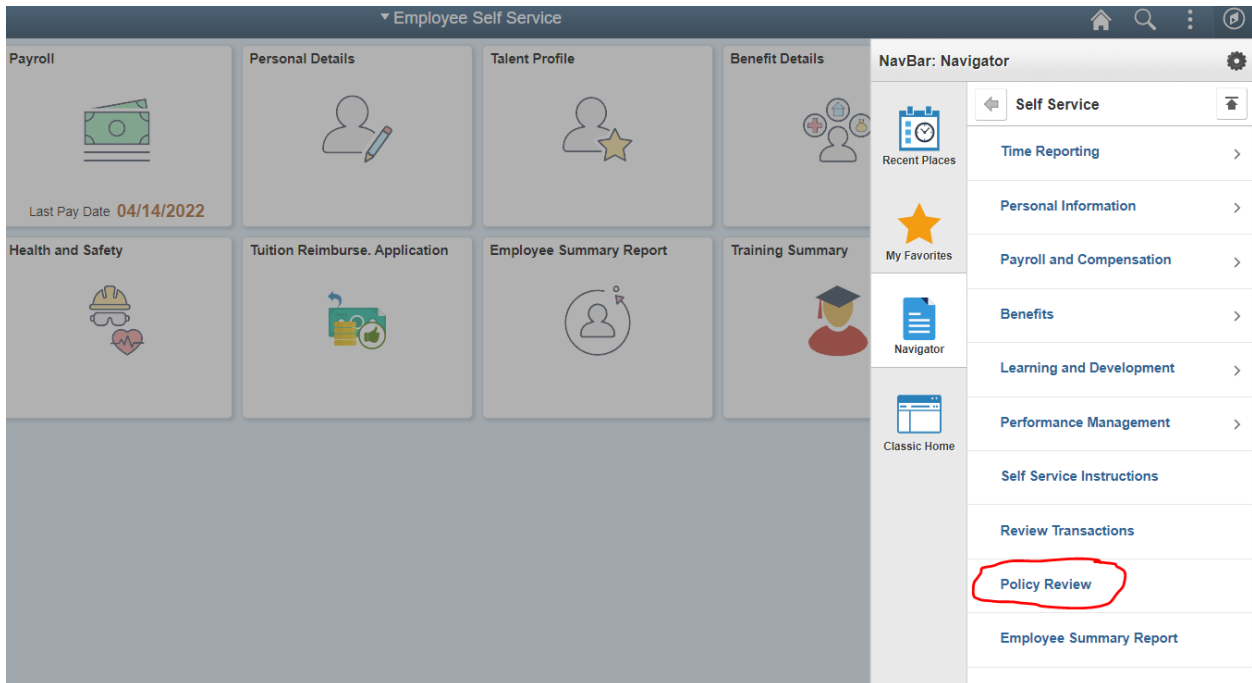 Employee Self Service
Payroll
Personal Details
Talent Profile
Benefit Details
Last Pay Date 04/14/2022
Health and Safety
Tuition Reimburse. Application
Employee Summary Report
Training Summary
NavBar: Navigator
Recent Places
My Favorites
Navigator
Classic Home
Self Service
Time Reporting
Personal Information
Payroll and Compensation
Benefits
Learning and Development
Performance Management
Self Service Instructions
Review Transactions
Policy Review
Employee Summary Report